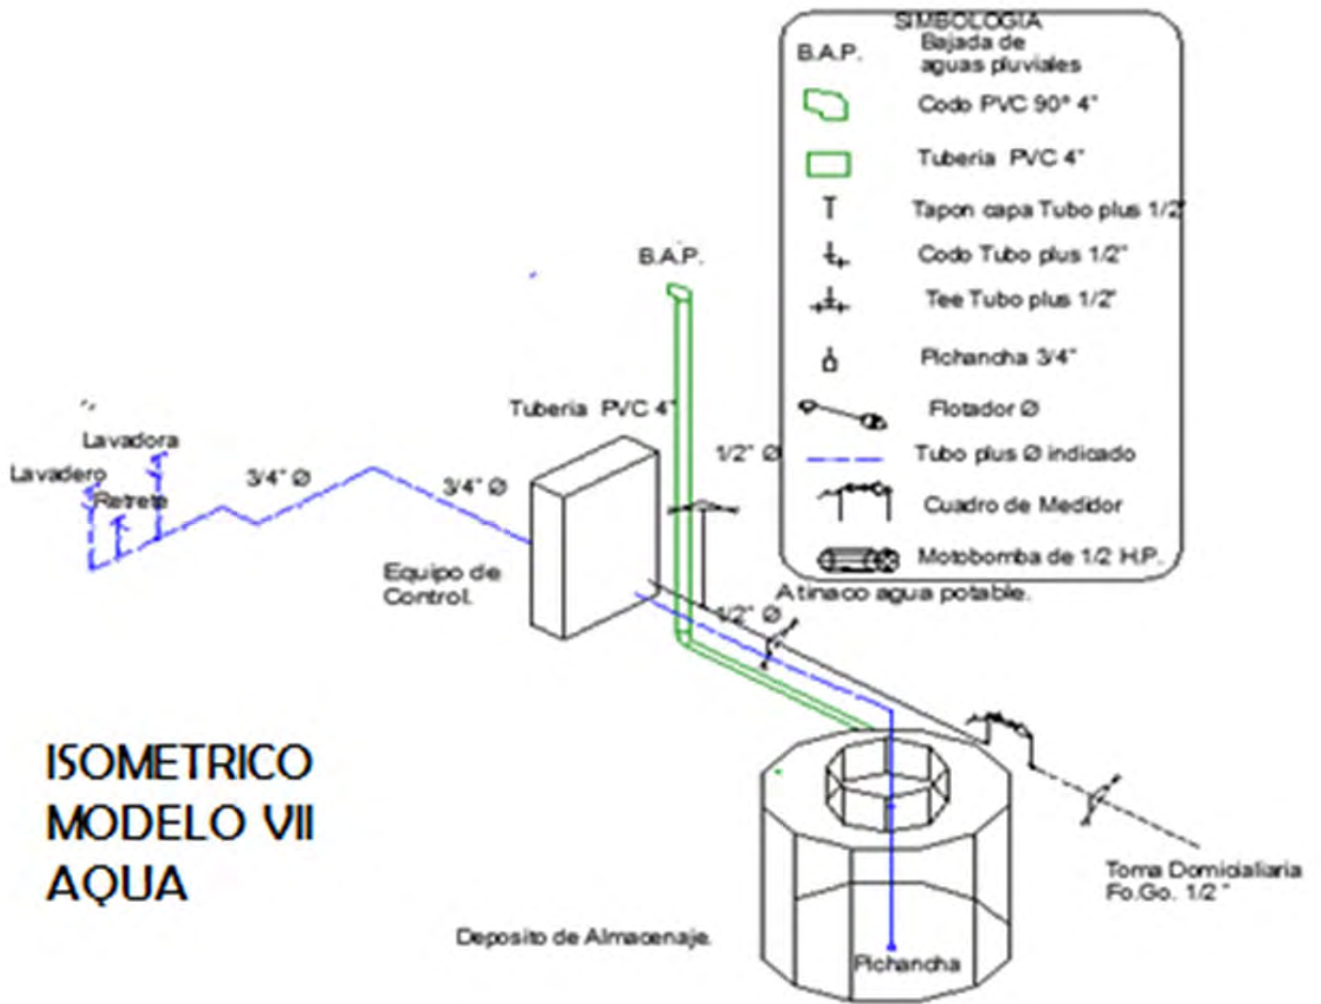 SIMBOLOGIA
B.A.P.
Bajada de
aguas pluviales
Codo PVC 90° 4"
Tuberia PVC 4"
Tapon capa Tubo plus 1/2"
Codo Tubo plus 1/2"
Tee Tubo plus 1/2"
Pichancha 3/4"
Flotador Ø
Tubo plus Ø indicado
Cuadro de Medidor
Motobomba de 1/2 H.P.
B.A.P.
Tuberia PVC 4"
1/2" Ø
Lavadora
Lavadero
Retrete
3/4" Ø
3/4" Ø
Equipo de
Control.
A tinaco agua potable.
1/2" Ø
ISOMETRICO
MODELO VII
AQUA
Toma Domicialiaria
Fo.Go. 1/2 "
Deposito de Almacenaje.
Pichancha